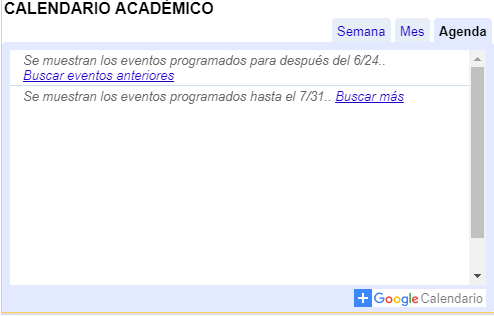 CALENDARIO ACADÉMICO
Semana Mes Agenda
Se muestran los eventos programados para después del 6/24..
Buscar eventos anteriores
Se muestran los eventos programados hasta el 7/31.. Buscar más
Google Calendario